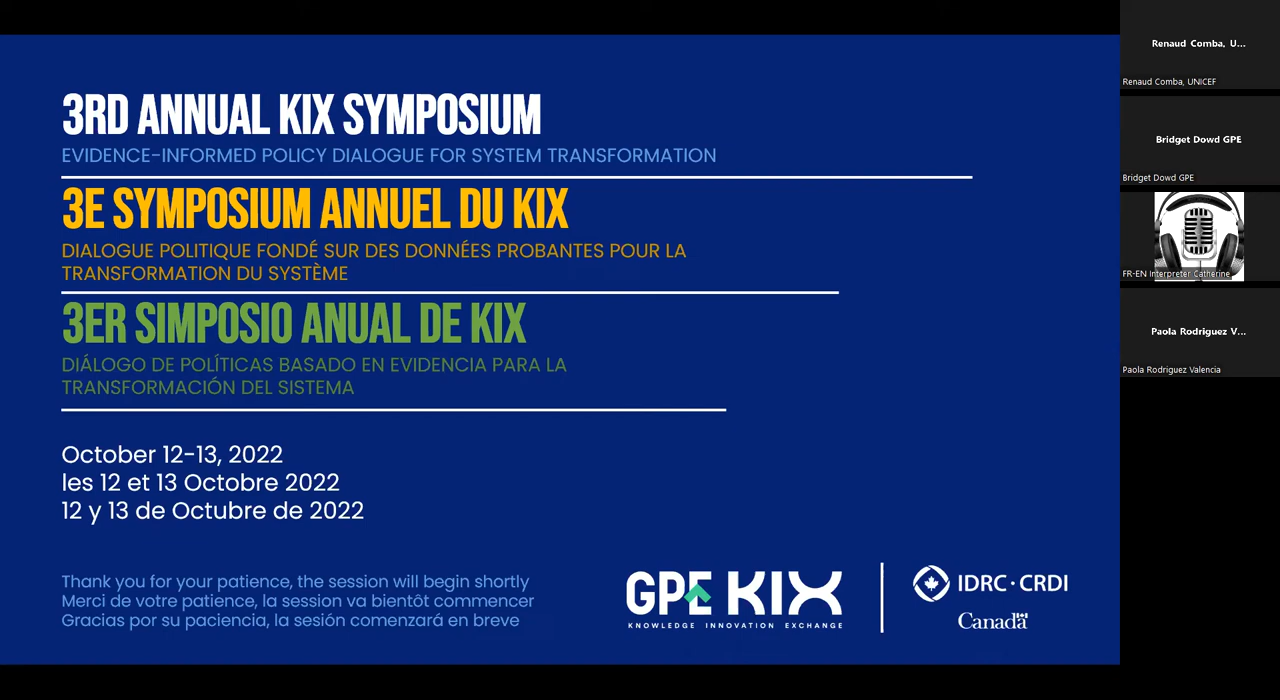 3RD ANNUAL KIX SYMPOSIUM
EVIDENCE-INFORMED POLICY DIALOGUE FOR SYSTEM TRANSFORMATION
3E SYMPOSIUM ANNUEL DU KIX
DIALOGUE POLITIQUE FONDÉ SUR DES DONNÉES PROBANTES POUR LA
TRANSFORMATION DU SYSTÈME
3ER SIMPOSIO ANUAL DE KIX
DIÁLOGO DE POLÍTICAS BASADO EN EVIDENCIA PARA LA
TRANSFORMACIÓN DEL SISTEMA
October 12-13, 2022
les 12 et 13 Octobre 2022
12 y 13 de Octubre de 2022
Thank you for your patience, the session will begin shortly
Merci de votre patience, la session va bientôt commencer
Gracias por su paciencia, la sesión comenzará en breve
GPE KIX
KNOWLEDGE INNOVATION EXCHANGE
IDRC · CRDI
Canada
Renaud Comba, U...
Renaud Comba, UNICEF
Bridget Dowd GPE
Bridget Dowd GPE
FR-EN Interpreter Catherine
Paola Rodriguez V...
Paola Rodriguez Valencia